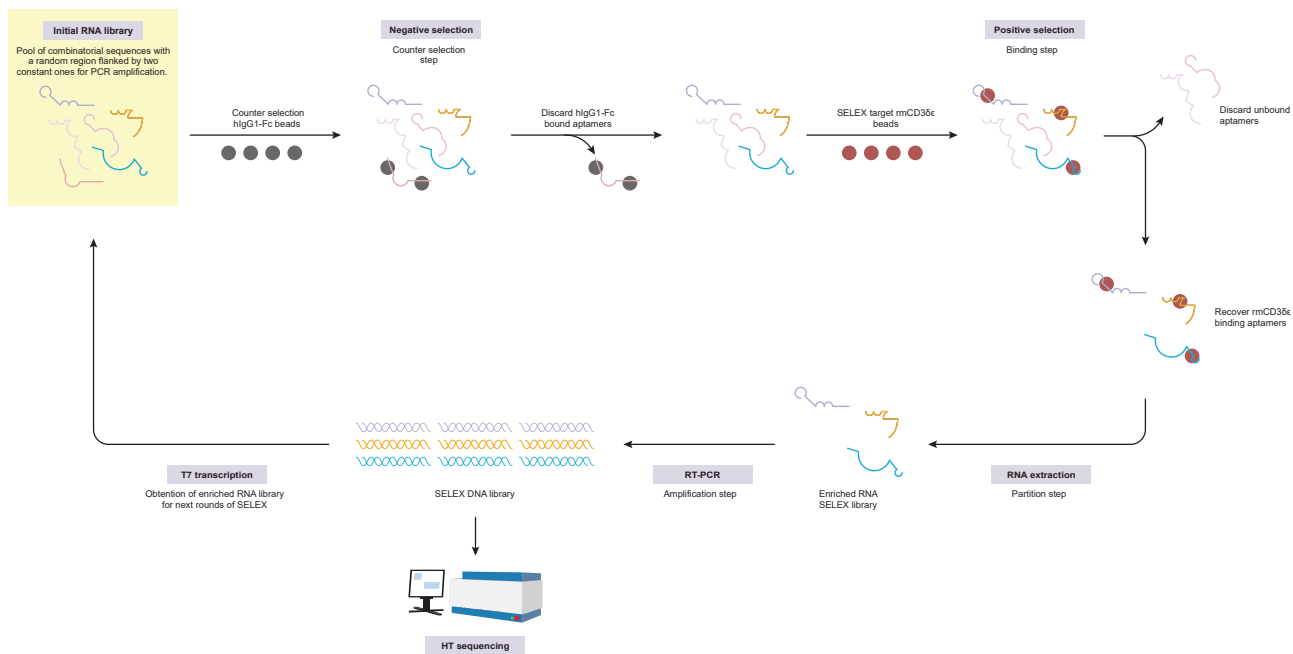 Initial RNA library
Pool of combinatorial sequences with
a random region flanked by two
constant ones for PCR amplification.
Counter selection
hIgG1-Fc beads
Negative selection
Counter selection
step
Discard hIgG1-Fc
bound aptamers
SELEX target rmCD3δε
beads
Positive selection
Binding step
Discard unbound
aptamers
Recover rmCD3δε
binding aptamers
RNA extraction
Partition step
Enriched RNA
SELEX library
RT-PCR
Amplification step
SELEX DNA library
T7 transcription
Obtention of enriched RNA library
for next rounds of SELEX
HT sequencing